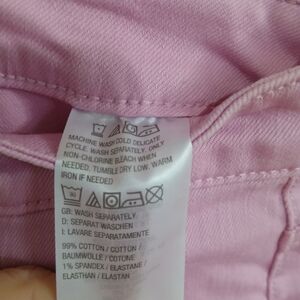 MACHINE WASH COLD DELICATE
CYCLE. WASH SEPARATELY. ONLY
NON-CHLORINE BLEACH WHEN
NEEDED. TUMBLE DRY LOW. WARM
IRON IF NEEDED
GB: WASH SEPARATELY
D: SEPARAT WASCHEN
I: LAVARE SEPARATAMENTE
99% COTTON / COTON /
BAUMWOLLE / COTONE
1% SPANDEX / ELASTANE /
ELASTHAN / ELASTAN